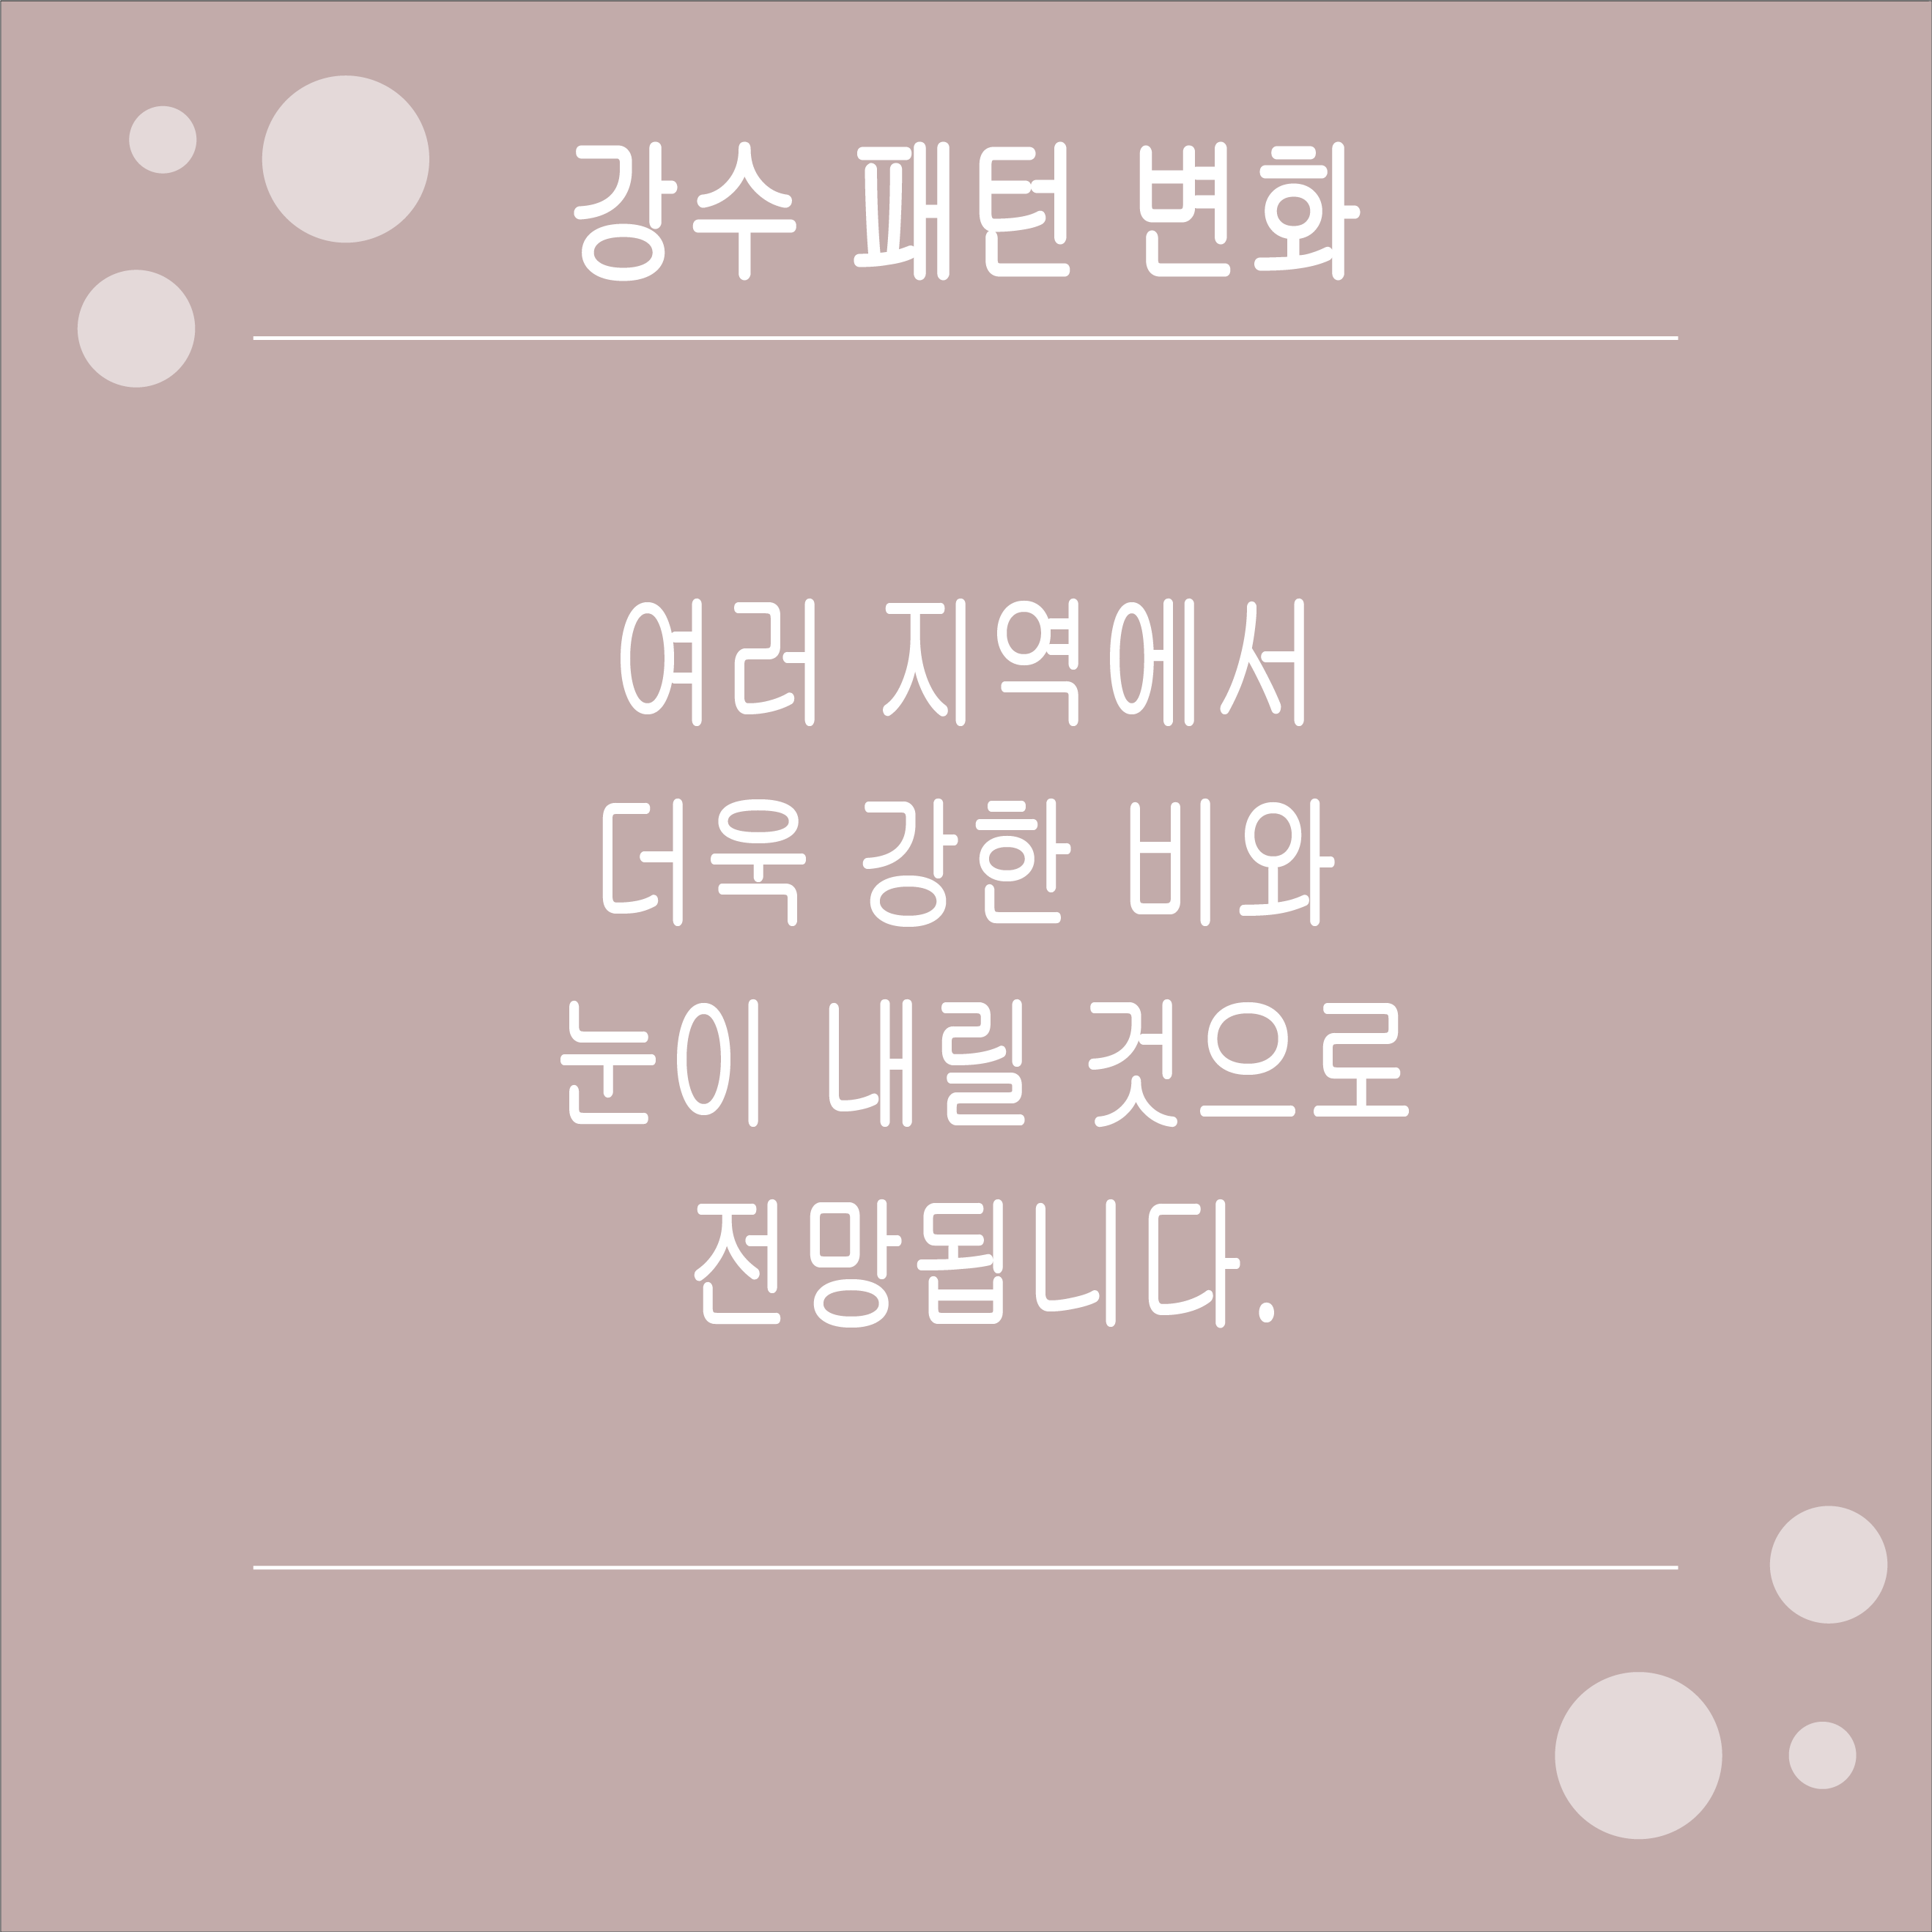 강수 패턴 변화
여러 지역에서
더욱 강한 비와
눈이 내릴 것으로
전망됩니다.